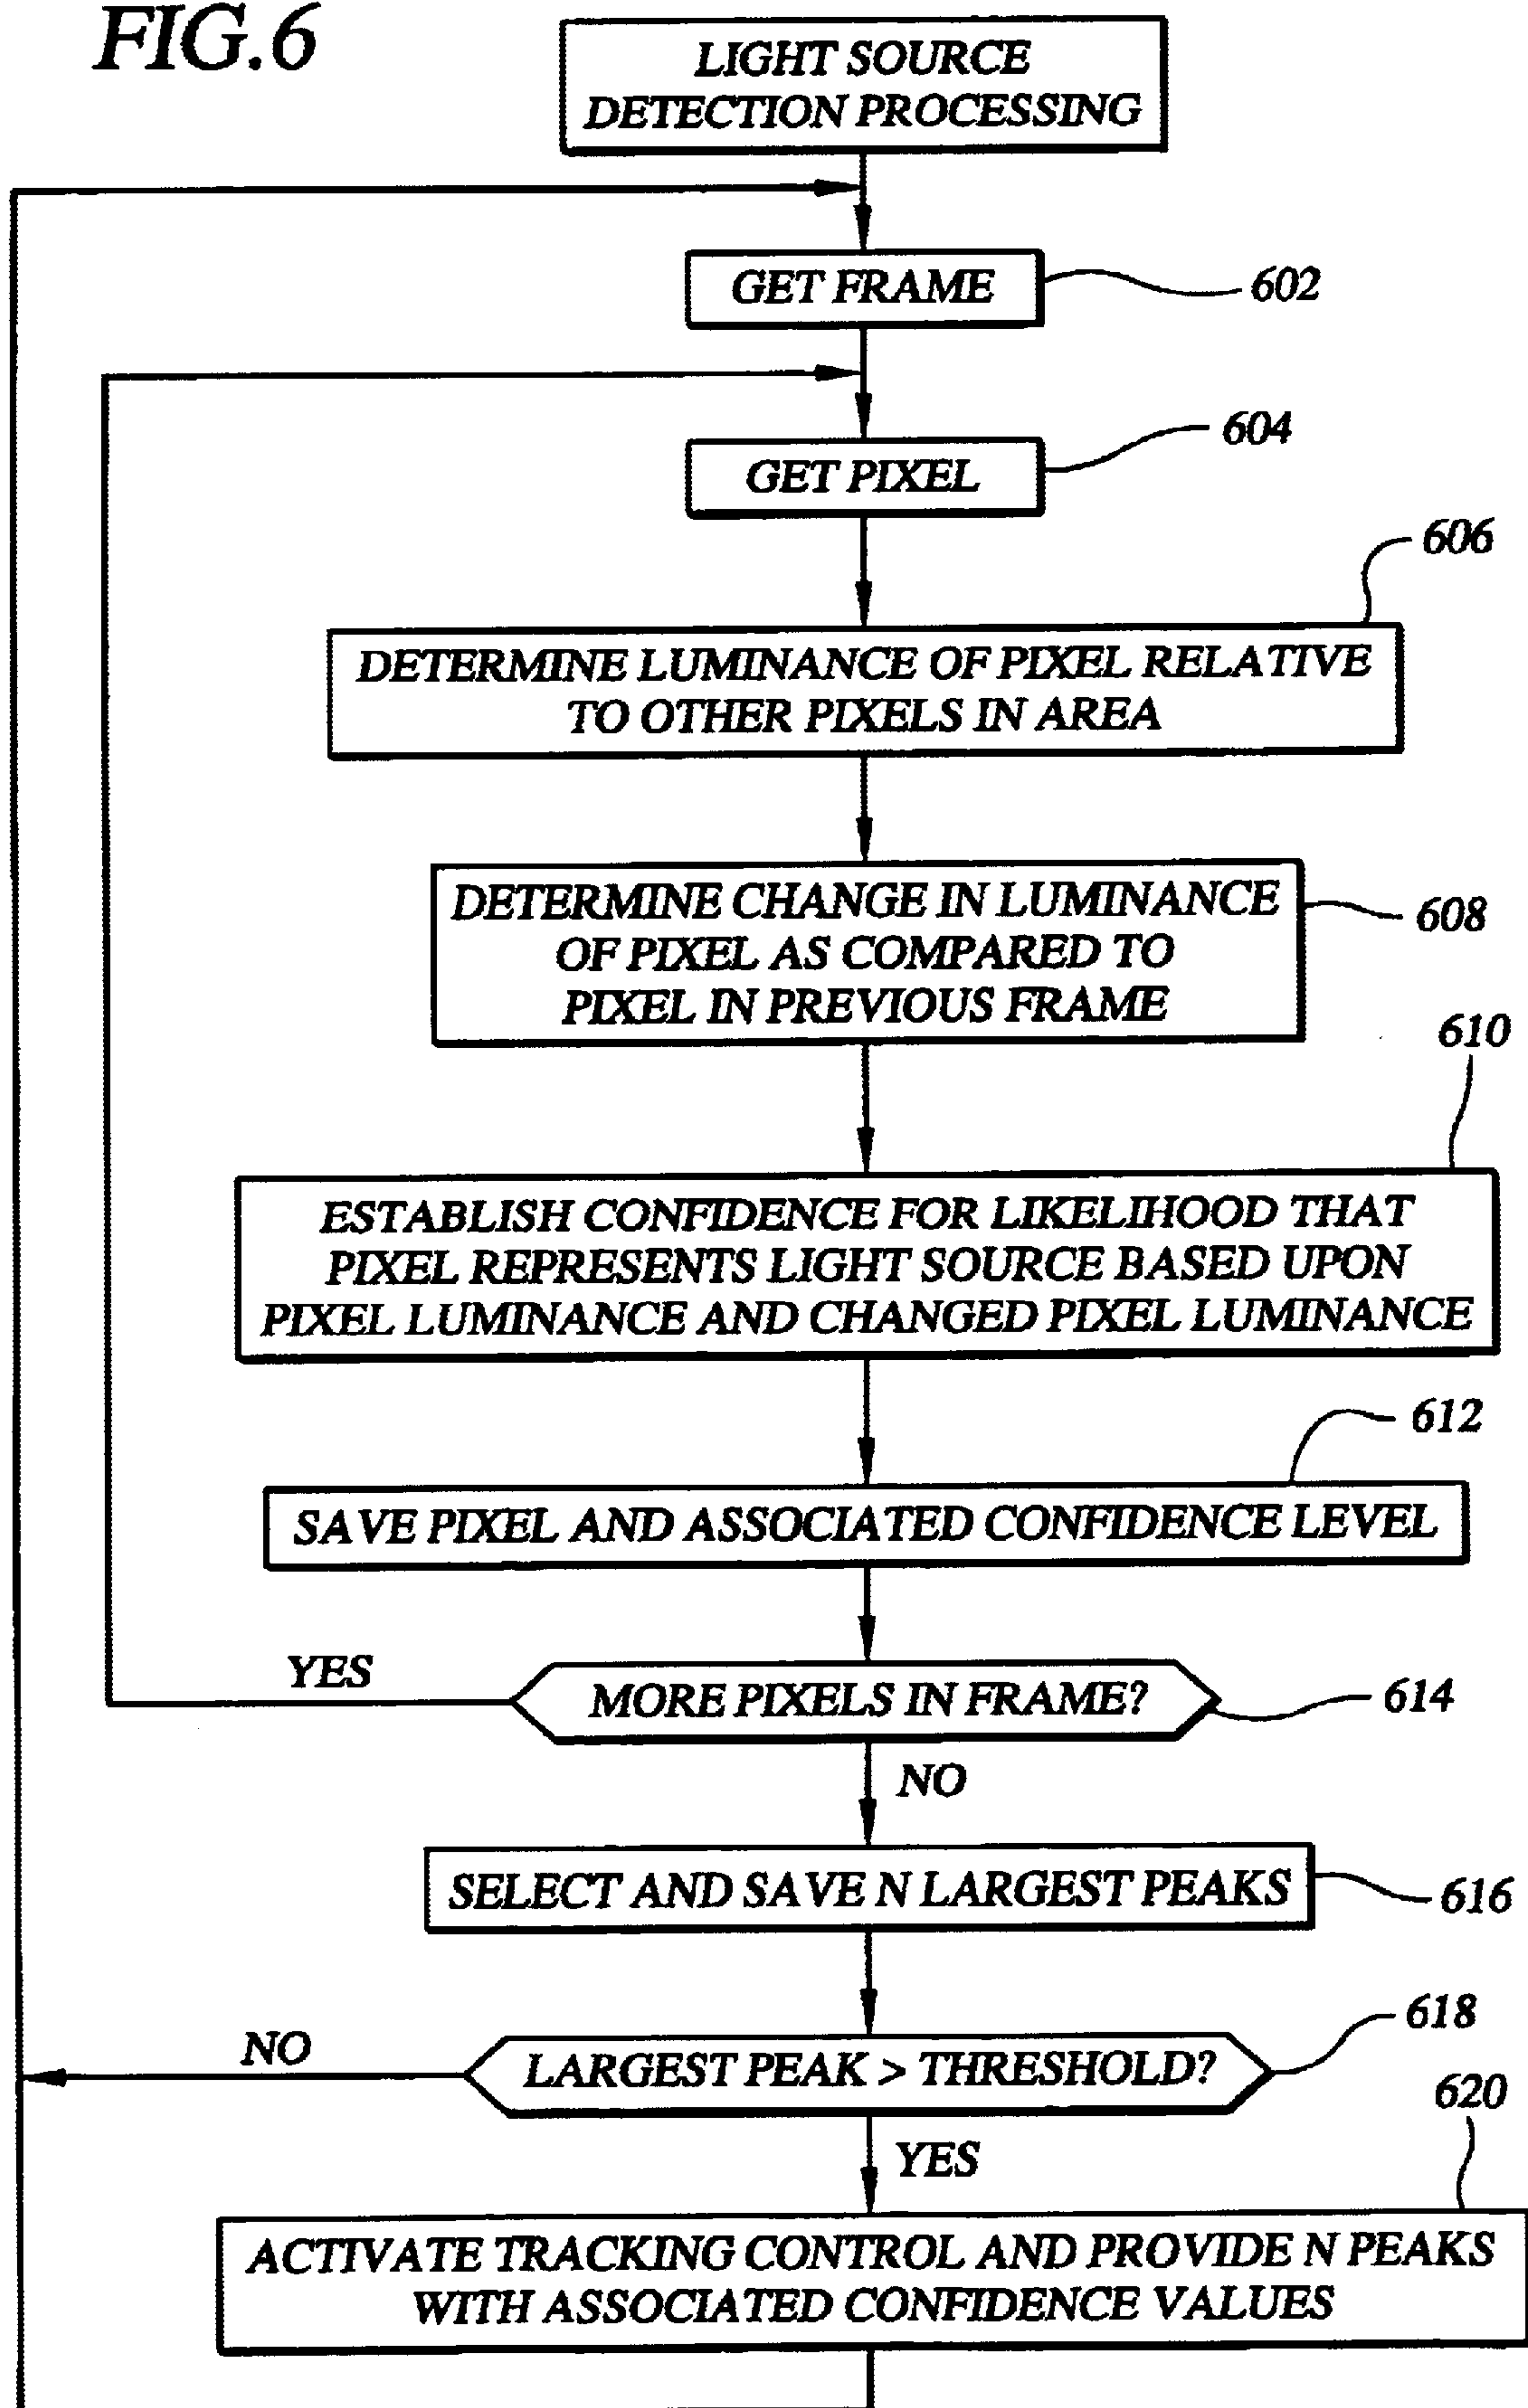 FIG.6
LIGHT SOURCE
DETECTION PROCESSING
GET FRAME
602
GET PIXEL
604
606
DETERMINE LUMINANCE OF PIXEL RELATIVE
TO OTHER PIXELS IN AREA
DETERMINE CHANGE IN LUMINANCE
OF PIXEL AS COMPARED TO
PIXEL IN PREVIOUS FRAME
608
610
ESTABLISH CONFIDENCE FOR LIKELIHOOD THAT
PIXEL REPRESENTS LIGHT SOURCE BASED UPON
PIXEL LUMINANCE AND CHANGED PIXEL LUMINANCE
612
SAVE PIXEL AND ASSOCIATED CONFIDENCE LEVEL
YES
MORE PIXELS IN FRAME?
614
NO
SELECT AND SAVE N LARGEST PEAKS
616
618
NO
LARGEST PEAK > THRESHOLD?
620
YES
ACTIVATE TRACKING CONTROL AND PROVIDE N PEAKS
WITH ASSOCIATED CONFIDENCE VALUES